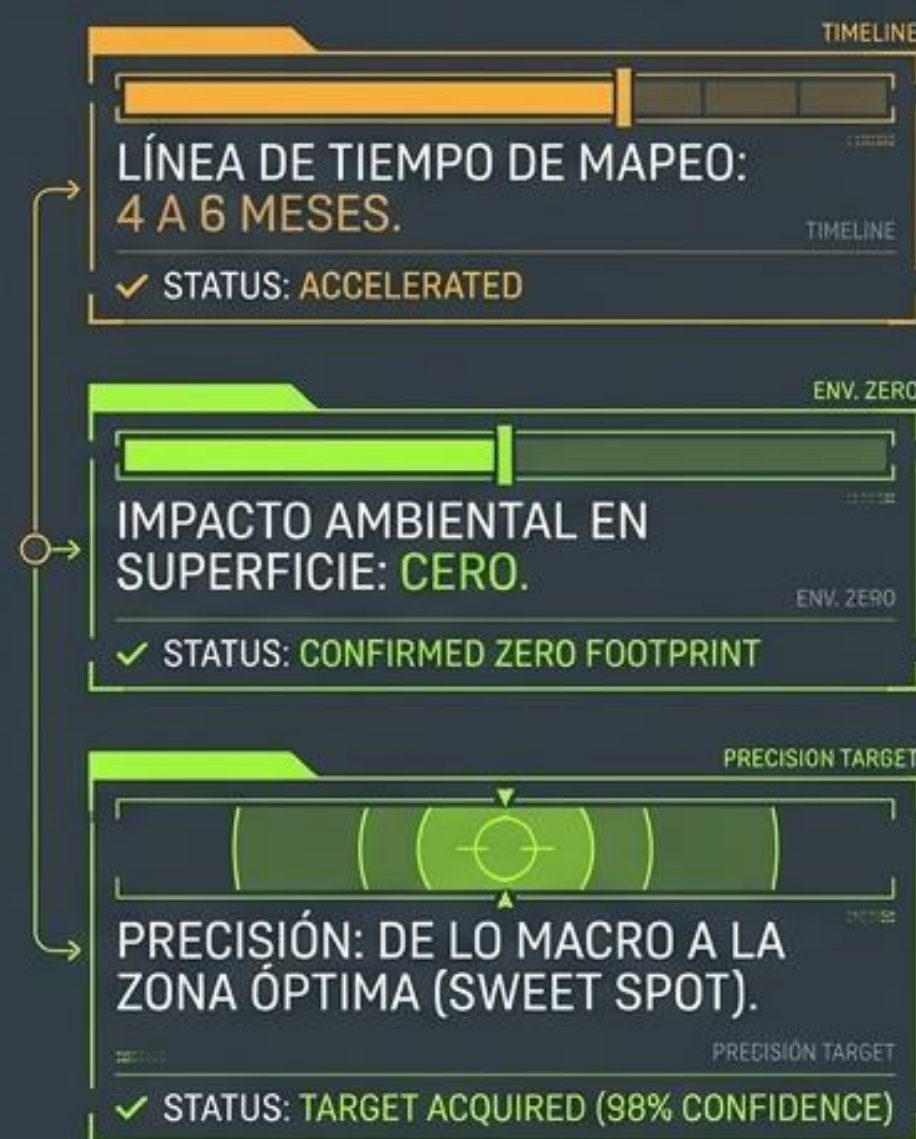 TIMELINE
LÍNEA DE TIEMPO DE MAPEO:
4 A 6 MESES.
TIMELINE
STATUS: ACCELERATED
ENV. ZERO
IMPACTO AMBIENTAL EN
SUPERFICIE: CERO.
ENV. ZERO
STATUS: CONFIRMED ZERO FOOTPRINT
PRECISION TARGET
PRECISIÓN: DE LO MACRO A LA
ZONA ÓPTIMA (SWEET SPOT).
PRECISIÓN TARGET
STATUS: TARGET ACQUIRED (98% CONFIDENCE)